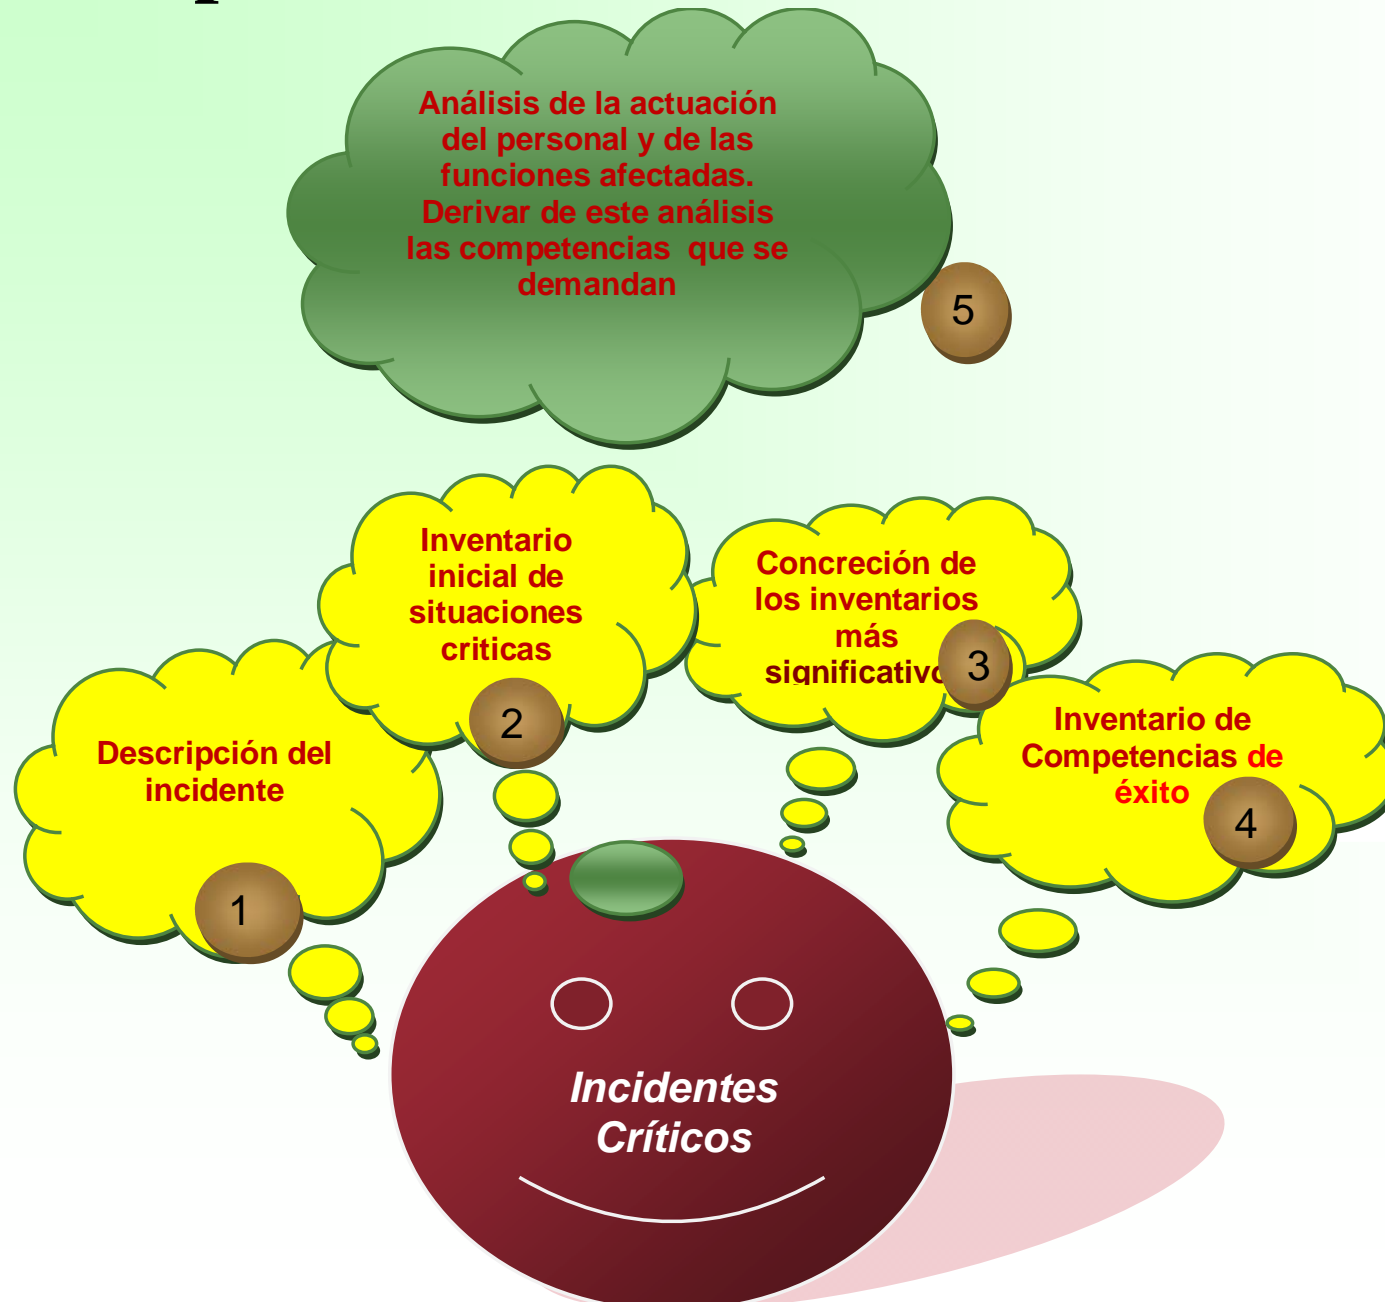 Análisis de la actuación
del personal y de las
funciones afectadas.
Derivar de este análisis
las competencias que se
demandan
5
Inventario
inicial de
situaciones
criticas
2
Concreción de
los inventarios
más
significativo
3
Inventario de
Competencias de
éxito
4
Descripción del
incidente
1
Incidentes
Críticos